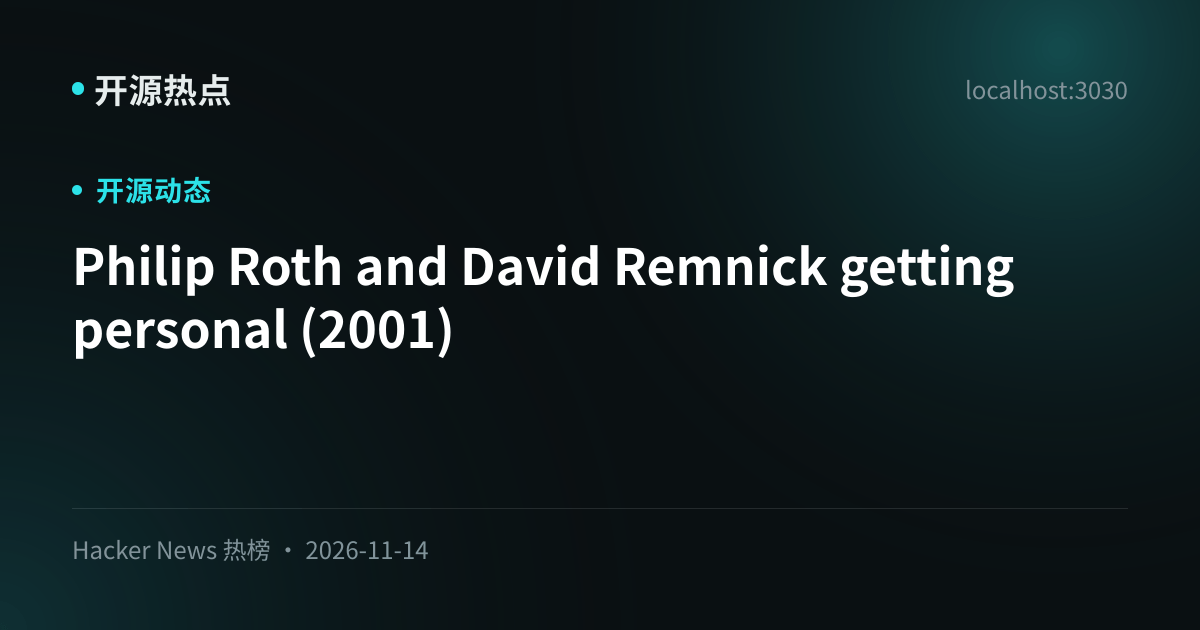 开源热点
localhost:3030
开源动态
Philip Roth and David Remnick getting
personal (2001)
Hacker News 热榜 · 2026-11-14